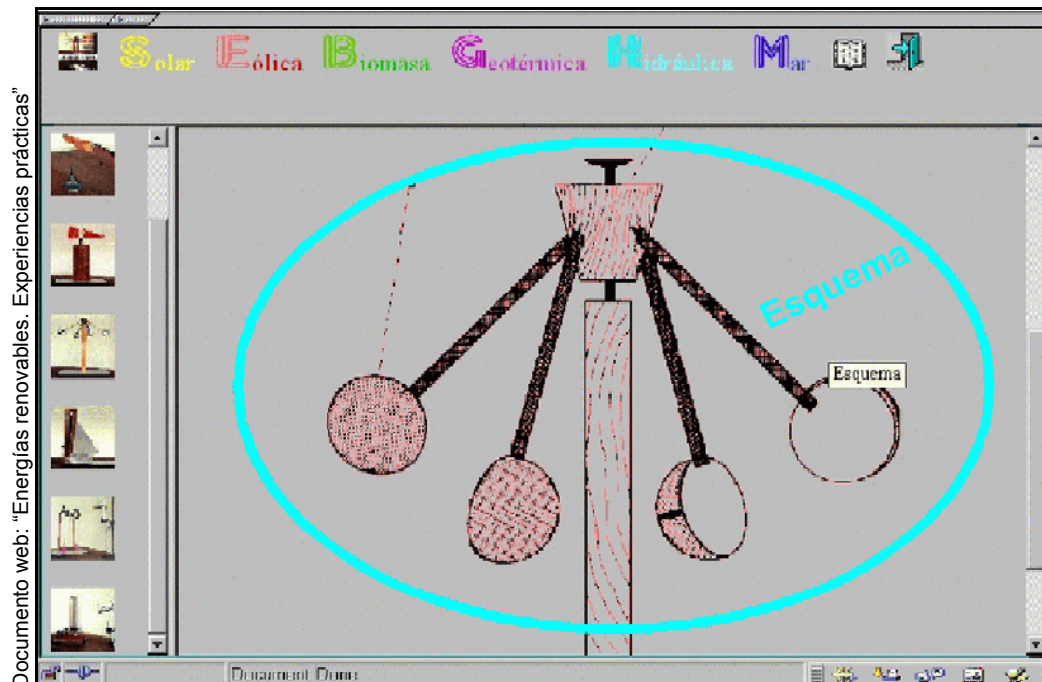 Documento web: “Energías renovables. Experiencias prácticas”
Solar Eólica Biomasa Geotérmica Hidráulica Mar
Esquema
Esquema
Document Done